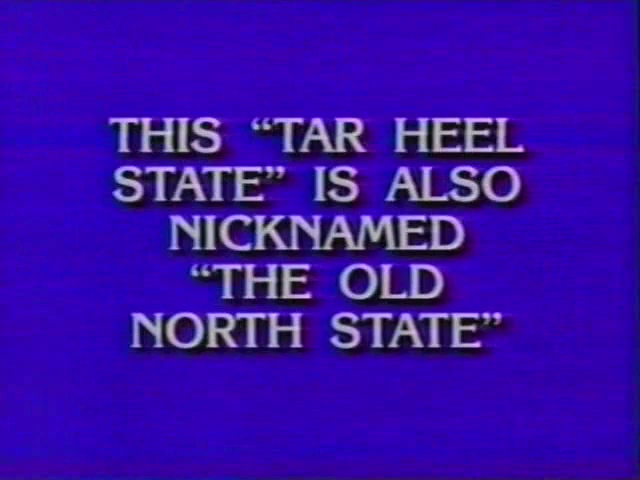 THIS “TAR HEEL
STATE” IS ALSO
NICKNAMED
“THE OLD
NORTH STATE”